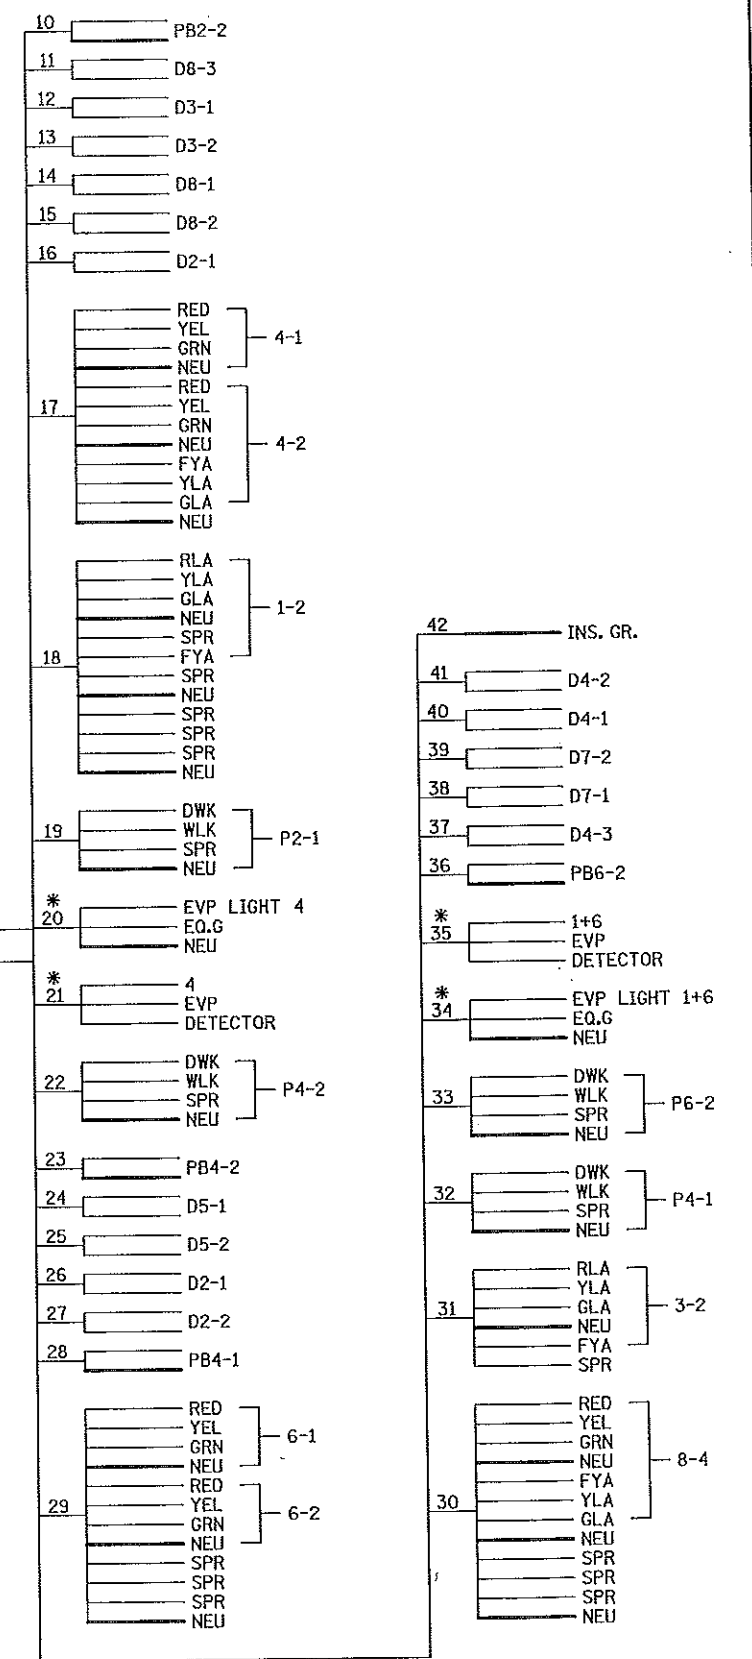 10 PB2-2
11 D8-3
12 D3-1
13 D3-2
14 D8-1
15 D8-2
16 D2-1
RED
YEL
GRN
NEU
4-1
17
RED
YEL
GRN
NEU
FYA
YLA
GLA
NEU
4-2
18
RLA
YLA
GLA
NEU
SPR
FYA
SPR
NEU
SPR
SPR
SPR
NEU
1-2
19
DWK
WLK
SPR
NEU
P2-1
*
20
EVP LIGHT 4
EQ.G
NEU
*
21
4
EVP
DETECTOR
22
DWK
WLK
SPR
NEU
P4-2
23 PB4-2
24 D5-1
25 D5-2
26 D2-1
27 D2-2
28 PB4-1
29
RED
YEL
GRN
NEU
6-1
RED
YEL
GRN
NEU
6-2
SPR
SPR
SPR
NEU
42 INS. GR.
41 D4-2
40 D4-1
39 D7-2
38 D7-1
37 D4-3
36 PB6-2
*
35
1+6
EVP
DETECTOR
*
34
EVP LIGHT 1+6
EQ.G
NEU
33
DWK
WLK
SPR
NEU
P6-2
32
DWK
WLK
SPR
NEU
P4-1
31
RLA
YLA
GLA
NEU
FYA
SPR
3-2
30
RED
YEL
GRN
NEU
FYA
YLA
GLA
NEU
SPR
SPR
SPR
NEU
8-4